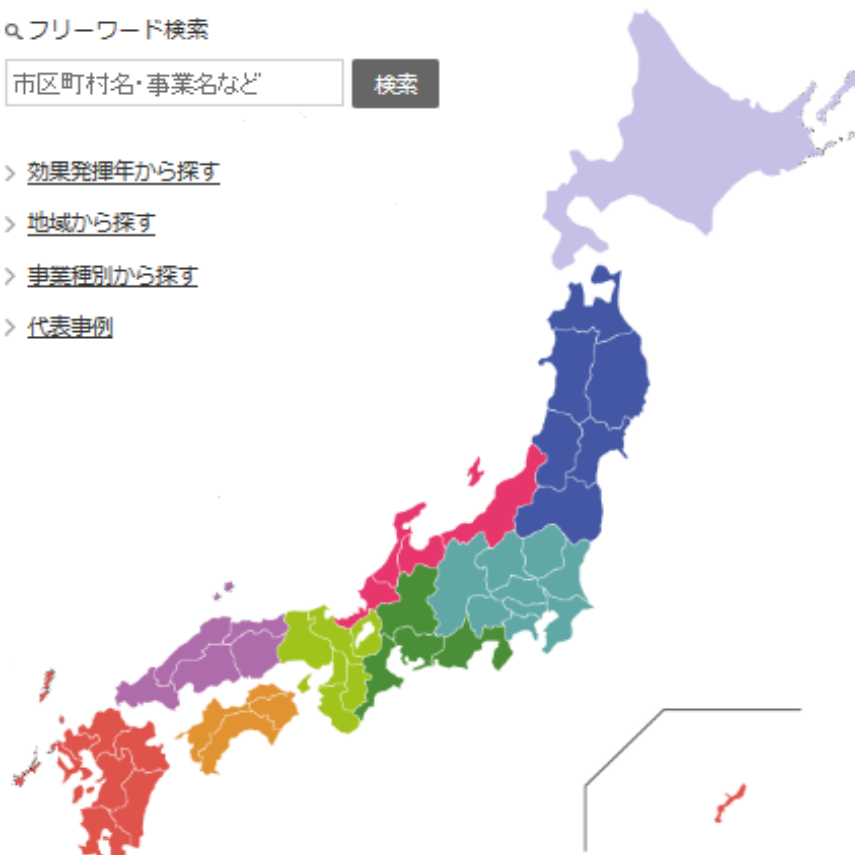 フリーワード検索
市区町村名・事業名など
検索
効果発揮年から探す
地域から探す
事業種別から探す
代表事例